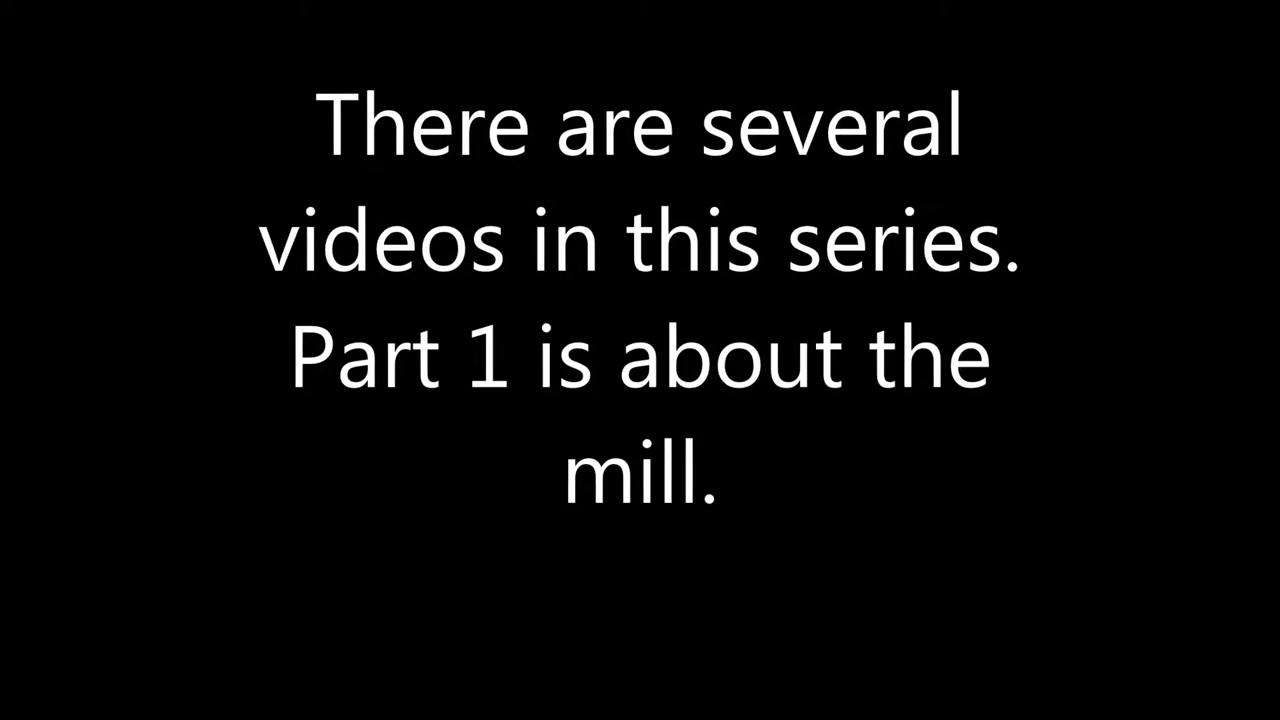 There are several
videos in this series.
Part 1 is about the
mill.